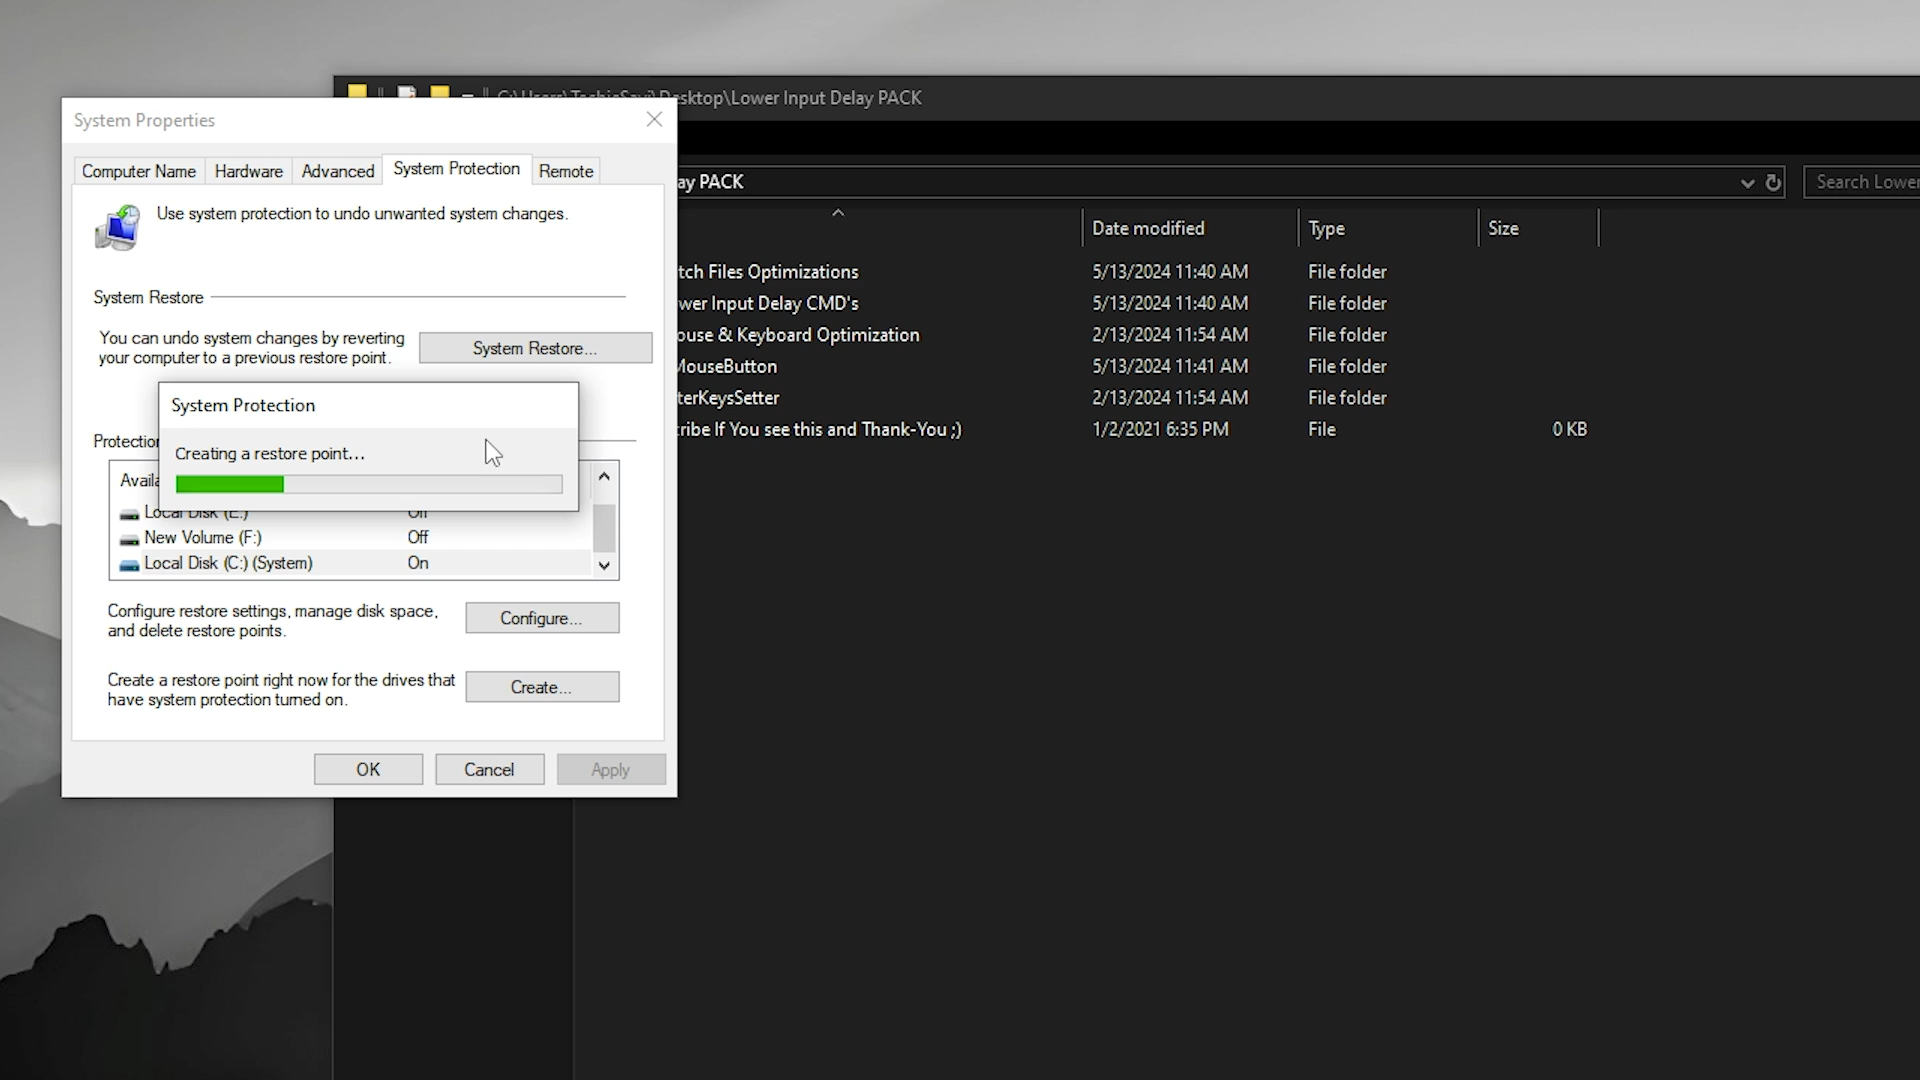 Desktop\Lower Input Delay PACK
System Properties
Computer Name Hardware Advanced System Protection Remote
Use system protection to undo unwanted system changes.
System Restore
You can undo system changes by reverting
your computer to a previous restore point.
System Restore...
System Protection
Creating a restore point...
Protection
Availa
Local Disk (E:) Off
New Volume (F:) Off
Local Disk (C:) (System) On
Configure restore settings, manage disk space,
and delete restore points.
Configure...
Create a restore point right now for the drives that
have system protection turned on.
Create...
OK Cancel Apply
ay PACK
Search Lower
Date modified Type Size
tch Files Optimizations 5/13/2024 11:40 AM File folder
wer Input Delay CMD's 5/13/2024 11:40 AM File folder
ouse & Keyboard Optimization 2/13/2024 11:54 AM File folder
MouseButton 5/13/2024 11:41 AM File folder
terKeysSetter 2/13/2024 11:54 AM File folder
cribe If You see this and Thank-You ;) 1/2/2021 6:35 PM File 0 KB